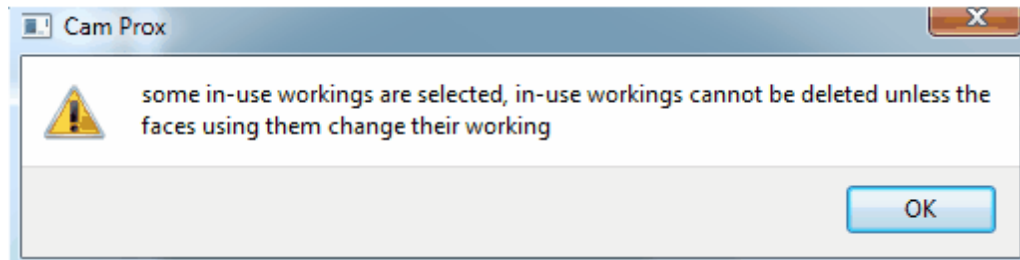 Cam Prox
some in-use workings are selected, in-use workings cannot be deleted unless the
faces using them change their working
OK